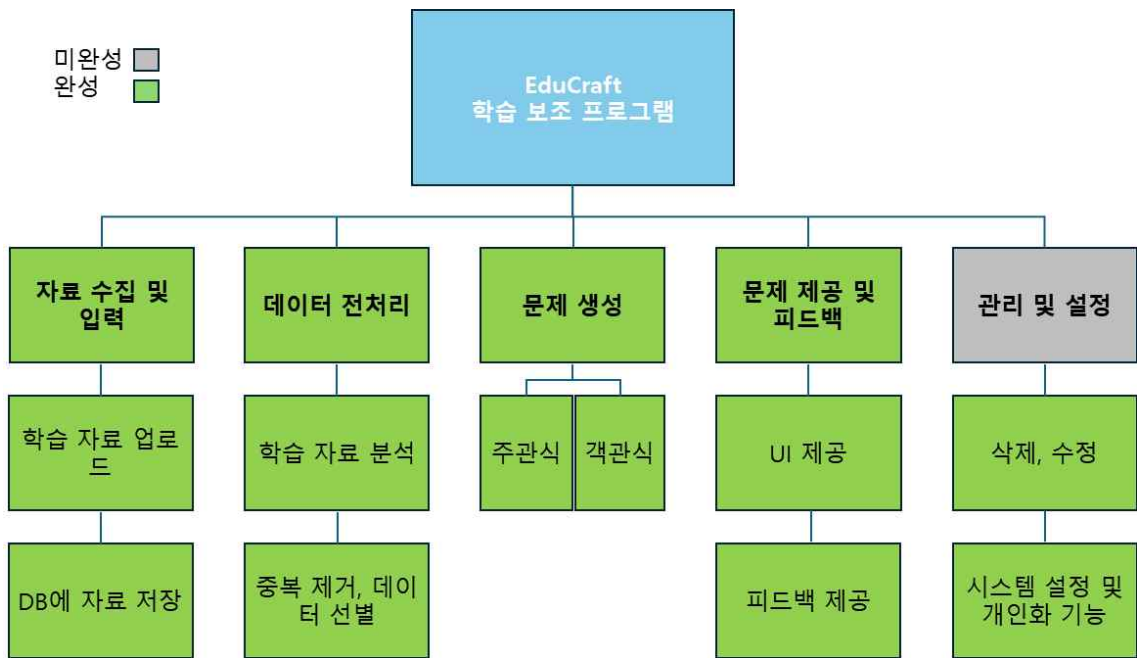 미완성
완성
EduCraft
학습 보조 프로그램
자료 수집 및
입력
데이터 전처리
문제 생성
문제 제공 및
피드백
관리 및 설정
학습 자료 업로
드
학습 자료 분석
주관식
객관식
UI 제공
삭제, 수정
DB에 자료 저장
중복 제거, 데이
터 선별
피드백 제공
시스템 설정 및
개인화 기능